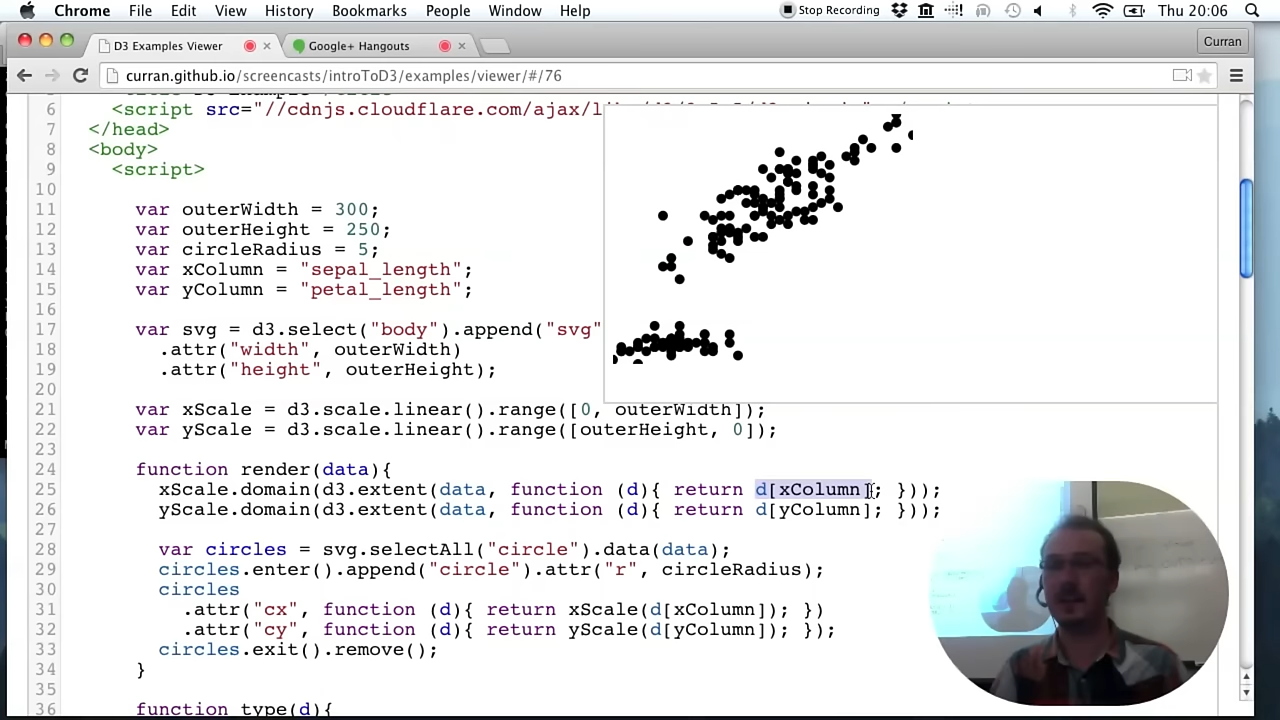 Chrome File Edit View History Bookmarks People Window Help Stop Recording Thu 20:06
D3 Examples Viewer × Google+ Hangouts × Curran
curran.github.io/screencasts/introToD3/examples/viewer/#/76
6 <script src="//cdnjs.cloudflare.com/ajax/l
7 </head>
8 <body>
9 <script>
10
11 var outerWidth = 300;
12 var outerHeight = 250;
13 var circleRadius = 5;
14 var xColumn = "sepal_length";
15 var yColumn = "petal_length";
16
17 var svg = d3.select("body").append("svg"
18 .attr("width", outerWidth)
19 .attr("height", outerHeight);
20
21 var xScale = d3.scale.linear().range([0, outerWidth]);
22 var yScale = d3.scale.linear().range([outerHeight, 0]);
23
24 function render(data){
25 xScale.domain(d3.extent(data, function (d){ return d[xColumn]; }));
26 yScale.domain(d3.extent(data, function (d){ return d[yColumn]; }));
27
28 var circles = svg.selectAll("circle").data(data);
29 circles.enter().append("circle").attr("r", circleRadius);
30 circles
31 .attr("cx", function (d){ return xScale(d[xColumn]); })
32 .attr("cy", function (d){ return yScale(d[yColumn]); });
33 circles.exit().remove();
34 }
35
36 function type(d){